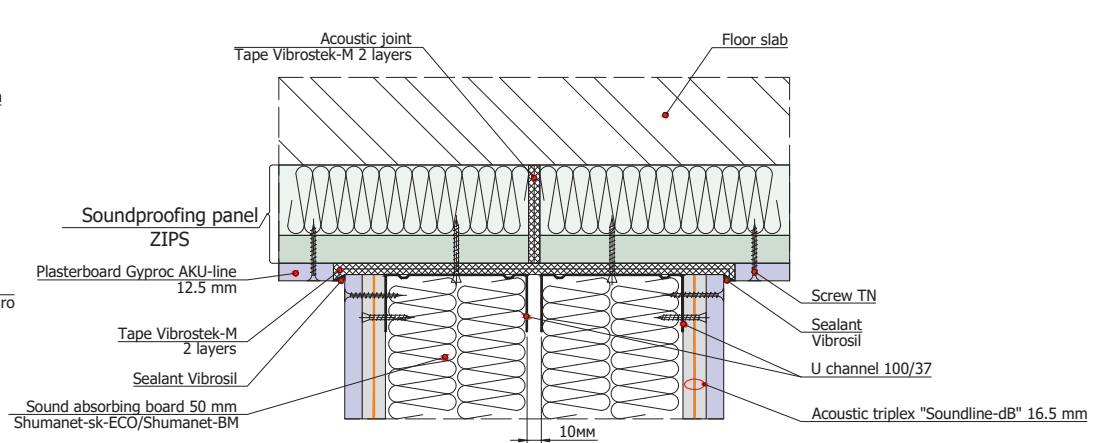 Acoustic joint
Tape Vibrostek-M 2 layers
Floor slab
Soundproofing panel
ZIPS
Plasterboard Gyproc AKU-line
12.5 mm
ro
Screw TN
Tape Vibrostek-M
2 layers
Sealant
Vibrosil
Sealant Vibrosil
U channel 100/37
Sound absorbing board 50 mm
Shumanet-sk-ECO/Shumanet-BM
Acoustic triplex "Soundline-dB" 16.5 mm
10мм